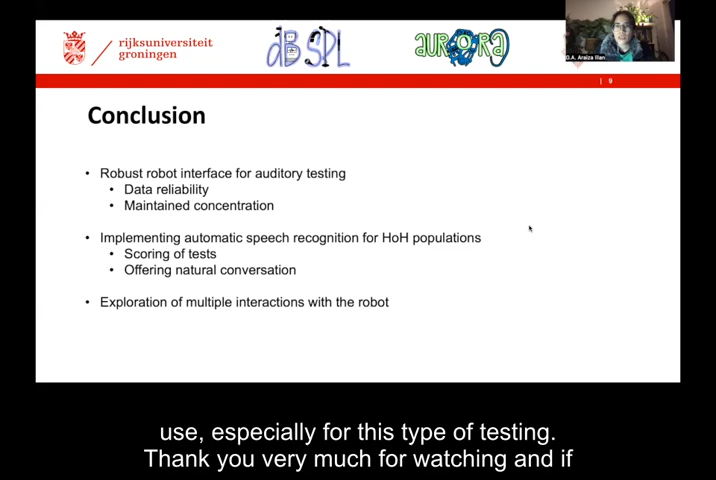 rijksuniversiteit
groningen
dB SPL
AURORA
G.A. Araiza Illan
| 9
Conclusion
• Robust robot interface for auditory testing
• Data reliability
• Maintained concentration
• Implementing automatic speech recognition for HoH populations
• Scoring of tests
• Offering natural conversation
• Exploration of multiple interactions with the robot
use, especially for this type of testing.
Thank you very much for watching and if